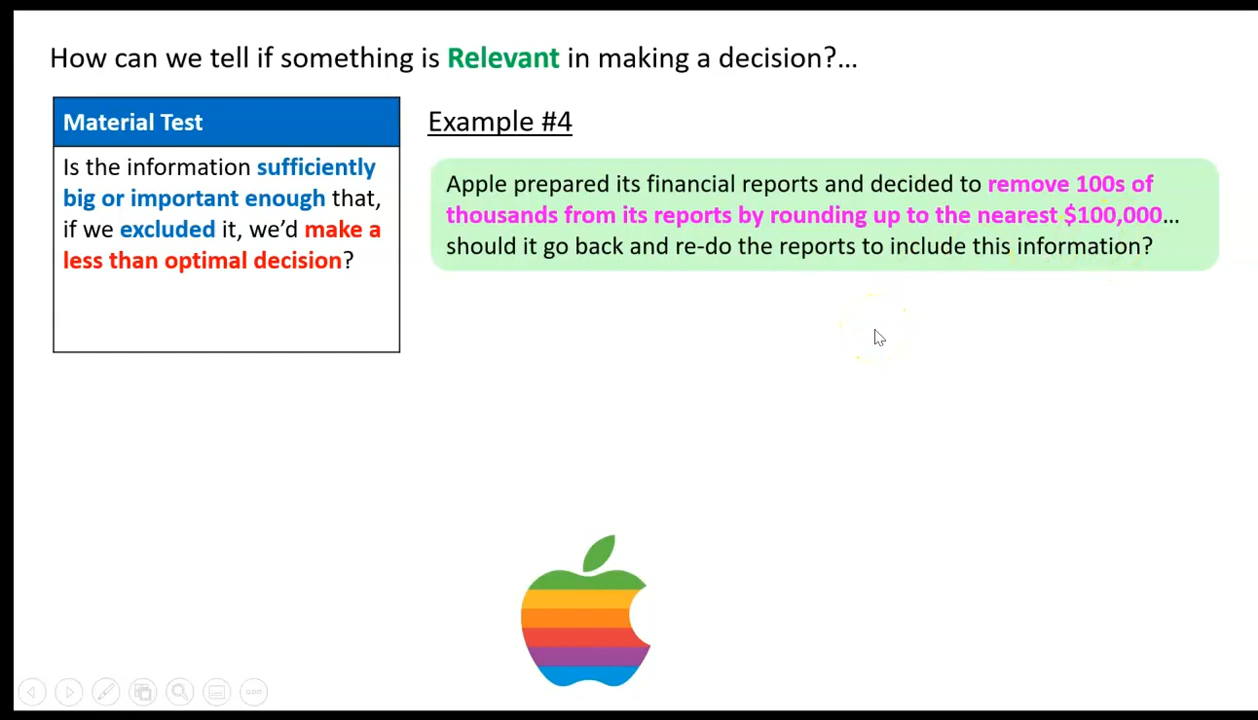 How can we tell if something is Relevant in making a decision?...
Material Test
Is the information sufficiently
big or important enough that,
if we excluded it, we'd make a
less than optimal decision?
Example #4
Apple prepared its financial reports and decided to remove 100s of
thousands from its reports by rounding up to the nearest $100,000...
should it go back and re-do the reports to include this information?